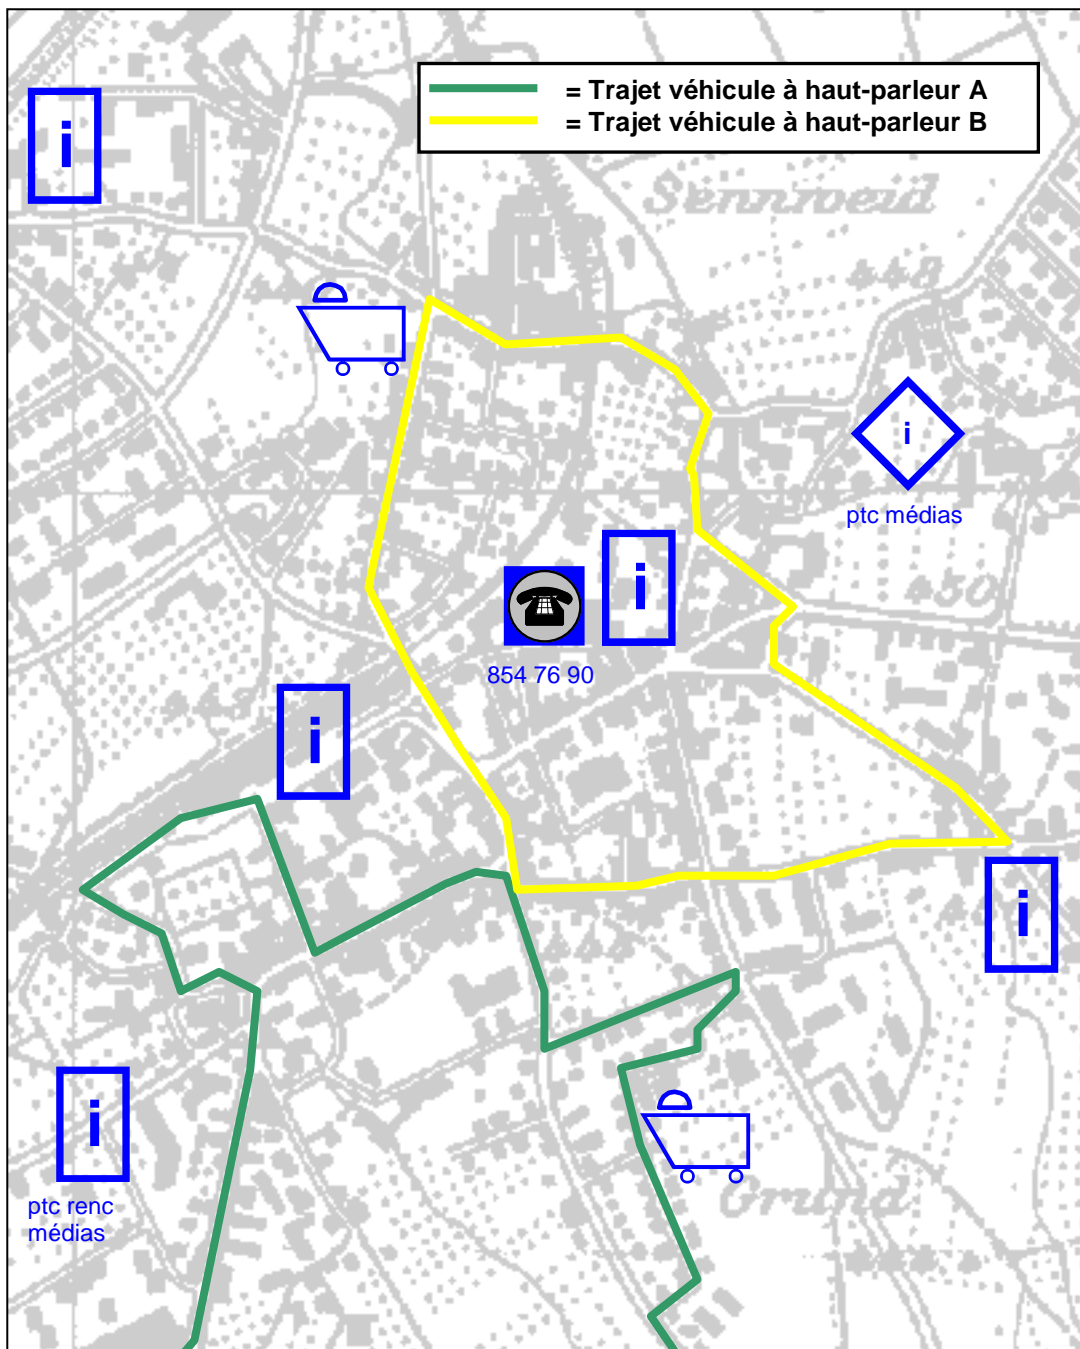 = Trajet véhicule à haut-parleur A
= Trajet véhicule à haut-parleur B
i
i
ptc médias
i
854 76 90
i
i
i
ptc renc
médias